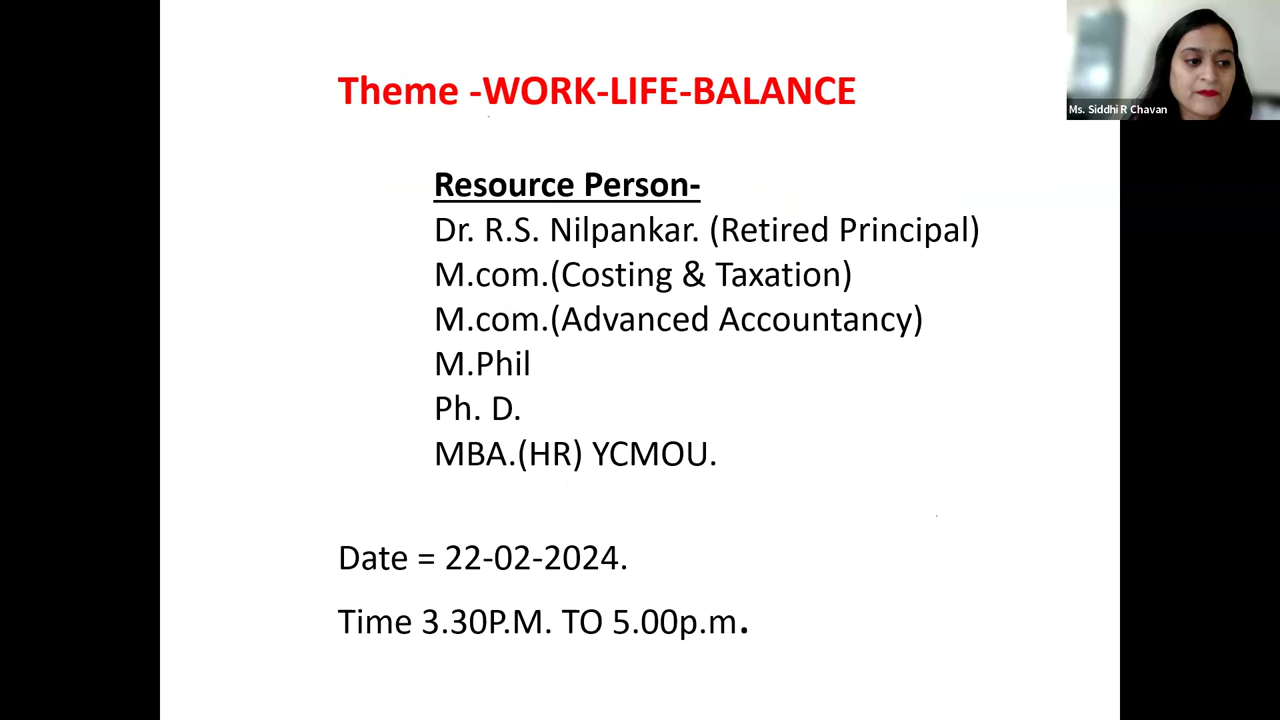 Theme -WORK-LIFE-BALANCE
Ms. Siddhi R Chavan
Resource Person-
Dr. R.S. Nilpankar. (Retired Principal)
M.com.(Costing & Taxation)
M.com.(Advanced Accountancy)
M.Phil
Ph. D.
MBA.(HR) YCMOU.
Date = 22-02-2024.
Time 3.30P.M. TO 5.00p.m.